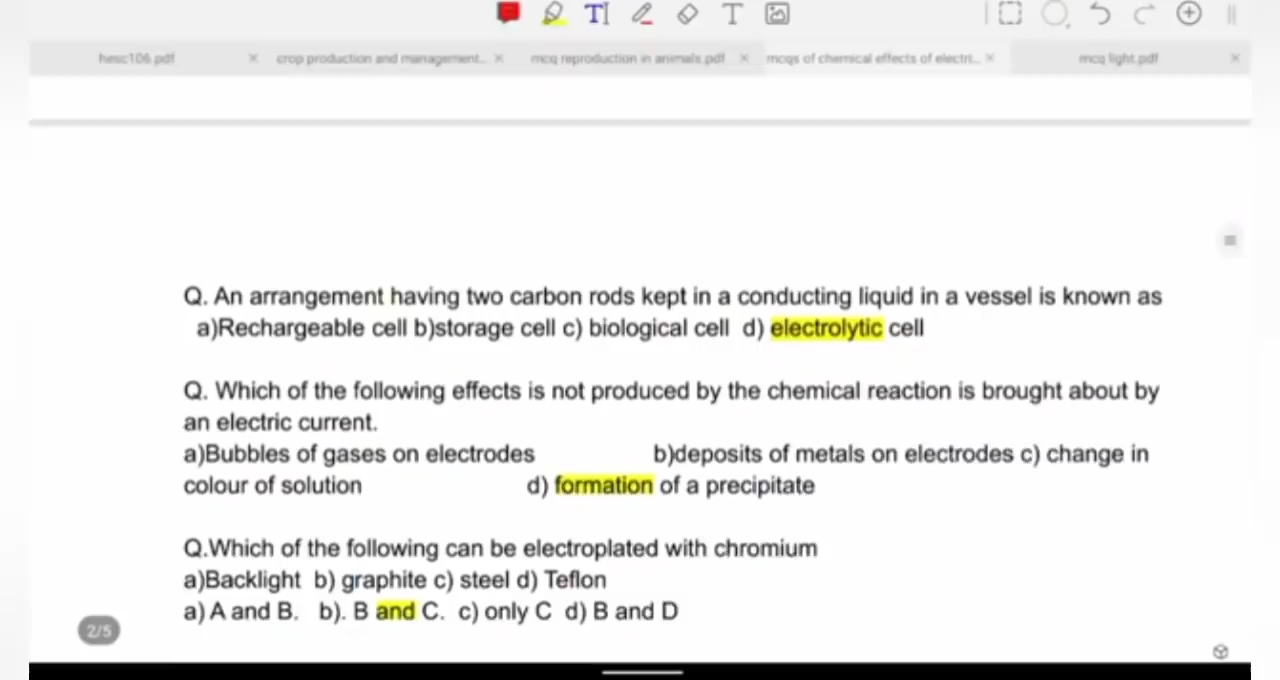 hesc106.pdf × crop production and management... × mcq reproduction in animals.pdf × mcqs of chemical effects of electri... × mcq light.pdf ×
Q. An arrangement having two carbon rods kept in a conducting liquid in a vessel is known as
a)Rechargeable cell b)storage cell c) biological cell d) electrolytic cell
Q. Which of the following effects is not produced by the chemical reaction is brought about by
an electric current.
a)Bubbles of gases on electrodes b)deposits of metals on electrodes c) change in
colour of solution d) formation of a precipitate
Q.Which of the following can be electroplated with chromium
a)Backlight b) graphite c) steel d) Teflon
a) A and B. b). B and C. c) only C d) B and D
2/5